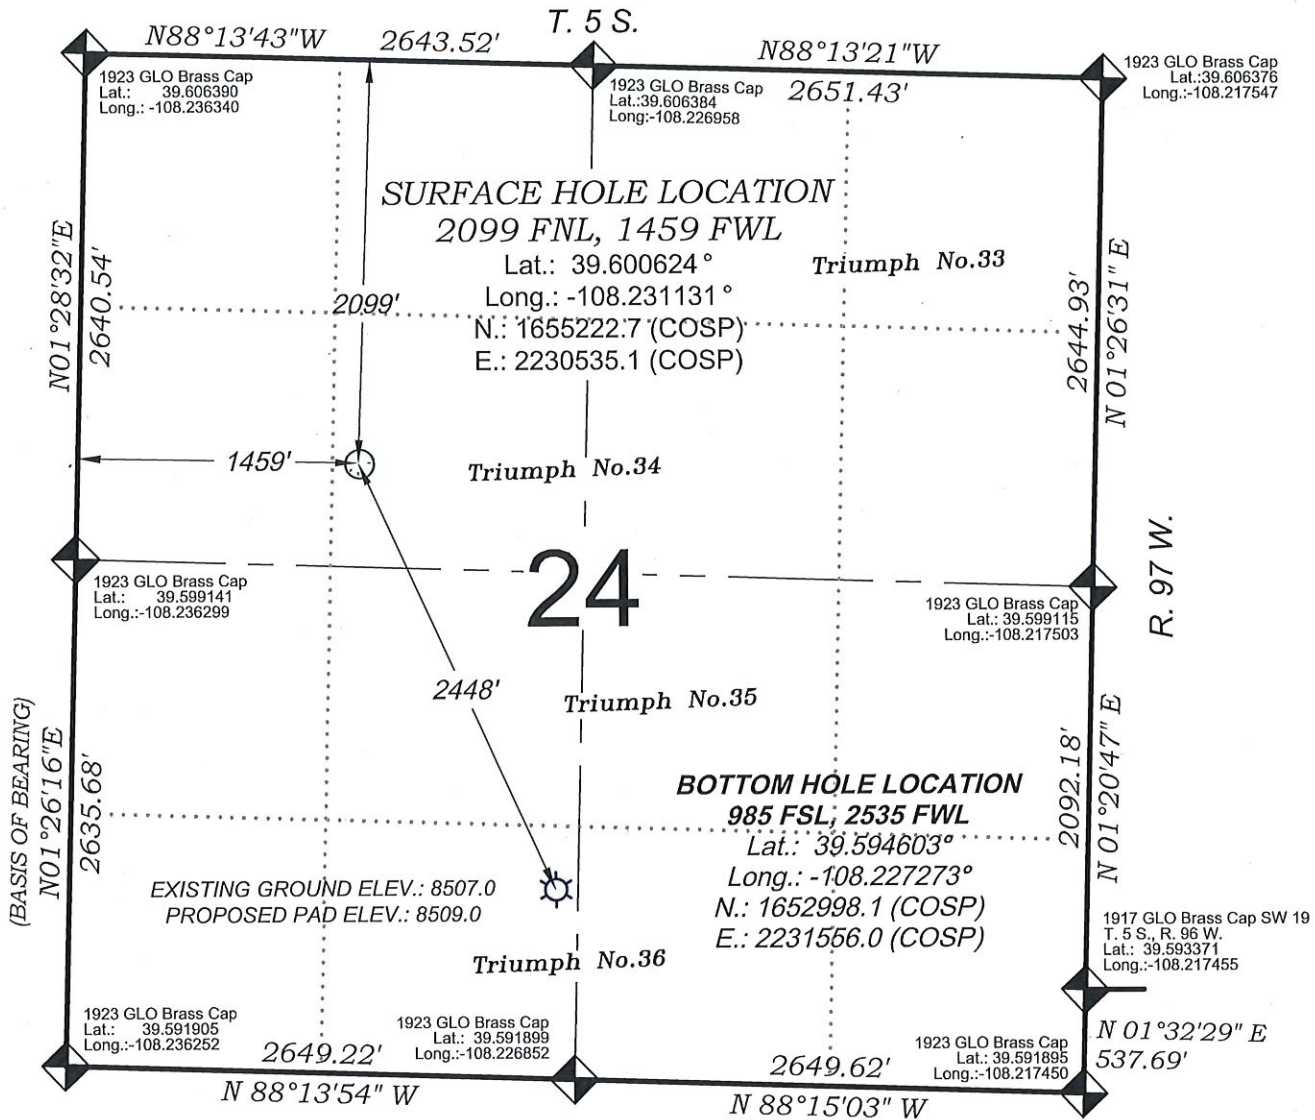 T. 5 S.
N88°13'43"W 2643.52'
N88°13'21"W
2651.43'
1923 GLO Brass Cap
Lat.: 39.606390
Long.: -108.236340
1923 GLO Brass Cap
Lat.:39.606384
Long:-108.226958
1923 GLO Brass Cap
Lat.:39.606376
Long.:-108.217547
SURFACE HOLE LOCATION
2099 FNL, 1459 FWL
Lat.: 39.600624°
Long.: -108.231131°
N.: 1655222.7 (COSP)
E.: 2230535.1 (COSP)
Triumph No.33
N01°28'32"E
2640.54'
2099'
2644.93'
N 01°26'31" E
1459'
Triumph No.34
24
R. 97 W.
1923 GLO Brass Cap
Lat.: 39.599141
Long.:-108.236299
1923 GLO Brass Cap
Lat.: 39.599115
Long.:-108.217503
2448'
Triumph No.35
(BASIS OF BEARING)
N01°26'16"E
2635.68'
BOTTOM HOLE LOCATION
985 FSL, 2535 FWL
Lat.: 39.594603°
Long.: -108.227273°
N.: 1652998.1 (COSP)
E.: 2231556.0 (COSP)
2092.18'
N 01°20'47" E
EXISTING GROUND ELEV.: 8507.0
PROPOSED PAD ELEV.: 8509.0
1917 GLO Brass Cap SW 19
T. 5 S., R. 96 W.
Lat.: 39.593371
Long.:-108.217455
Triumph No.36
1923 GLO Brass Cap
Lat.: 39.591905
Long.:-108.236252
1923 GLO Brass Cap
Lat.: 39.591899
Long.:-108.226852
1923 GLO Brass Cap
Lat.: 39.591895
Long.:-108.217450
N 01°32'29" E
537.69'
2649.22'
N 88°13'54" W
2649.62'
N 88°15'03" W